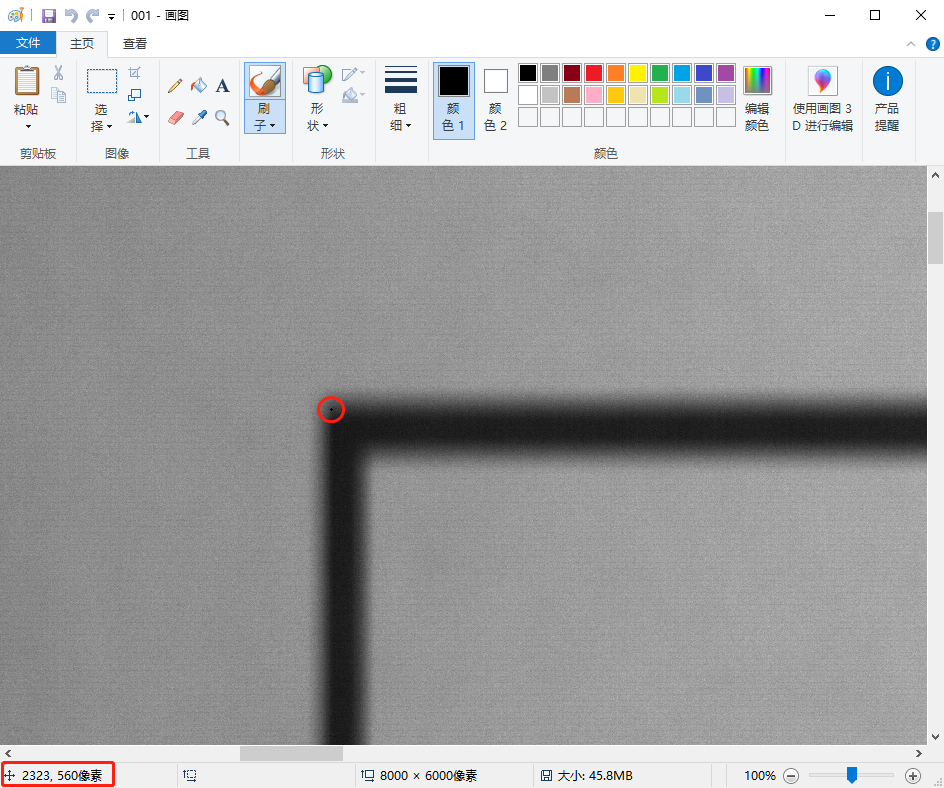 001 - 画图
文件 主页 查看
粘贴
选
择
A
刷
子
形
状
粗
细
颜
色 1
颜
色 2
编辑
颜色
使用画图 3
D 进行编辑
产品
提醒
剪贴板 图像 工具 形状 颜色
2323, 560像素 8000 × 6000像素 大小: 45.8MB 100%